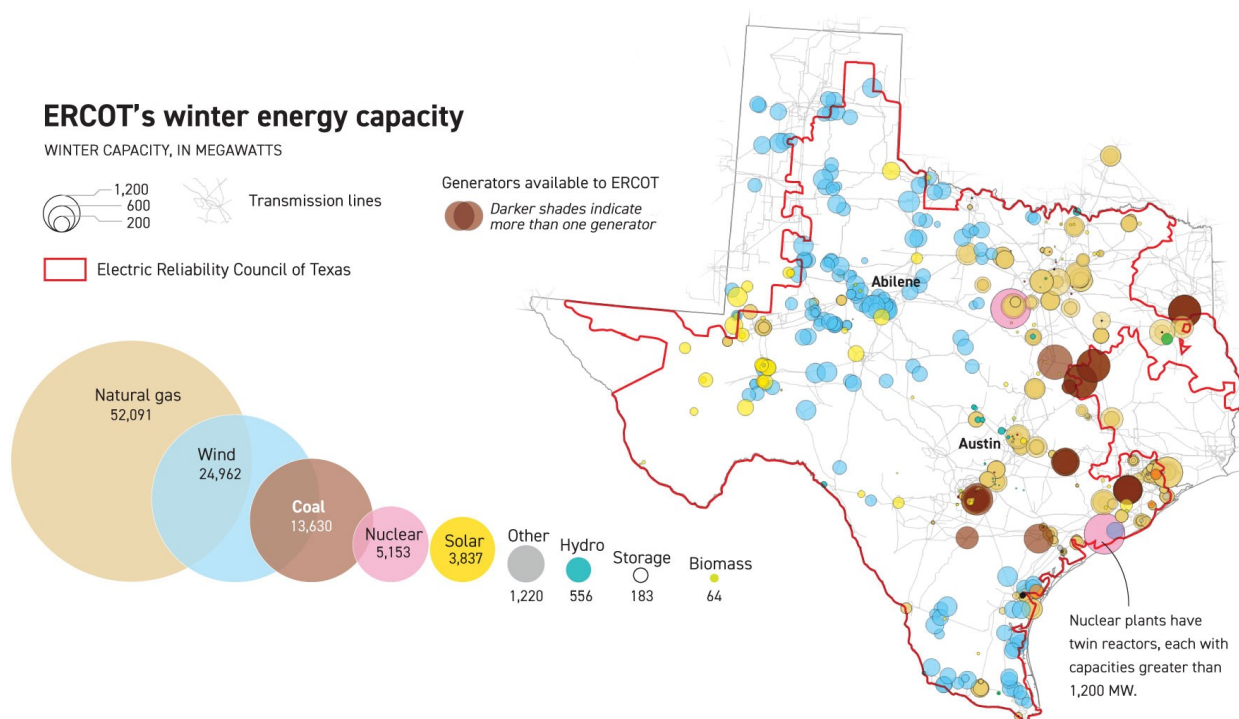 ERCOT's winter energy capacity
WINTER CAPACITY, IN MEGAWATTS
1,200
600
200
Transmission lines
Generators available to ERCOT
Darker shades indicate
more than one generator
Electric Reliability Council of Texas
Natural gas
52,091
Wind
24,962
Coal
13,630
Nuclear
5,153
Solar
3,837
Other
1,220
Hydro
556
Storage
183
Biomass
64
Abilene
Austin
Nuclear plants have
twin reactors, each with
capacities greater than
1,200 MW.